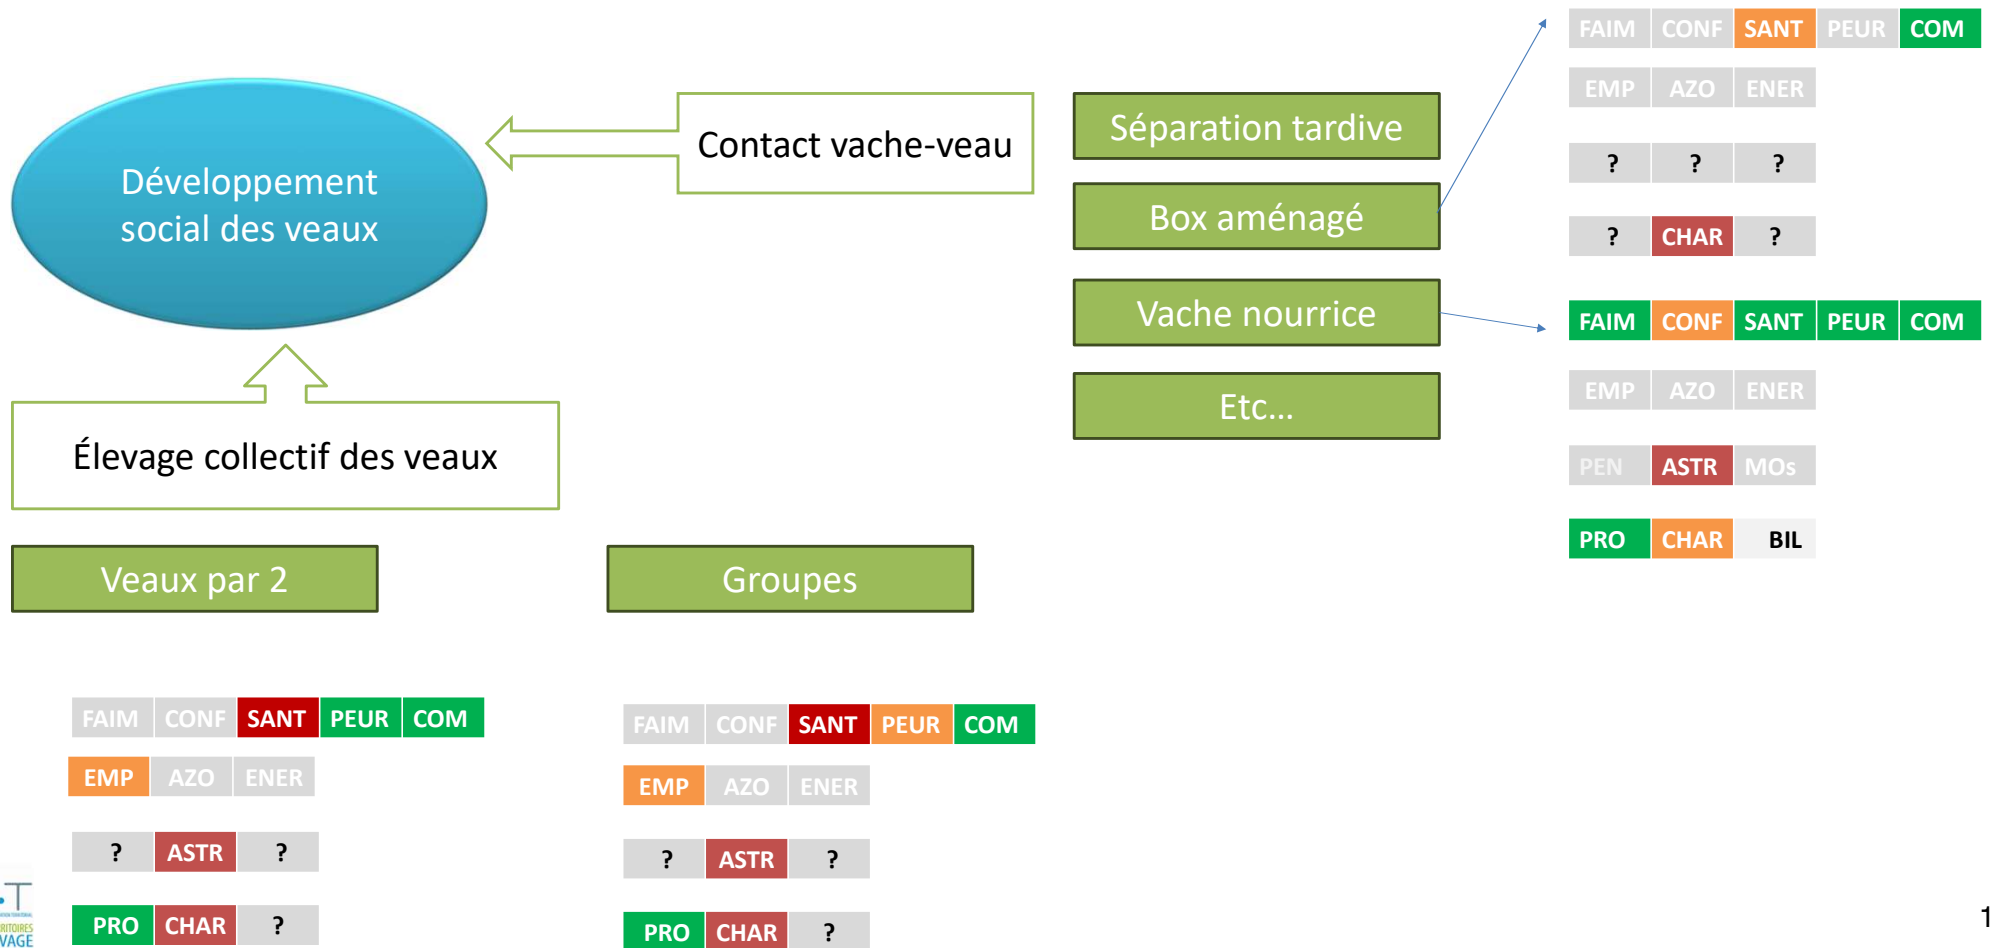 Développement
social des veaux
Contact vache-veau
Élevage collectif des veaux
Séparation tardive
Box aménagé
Vache nourrice
Etc...
FAIM CONF SANT PEUR COM
EMP AZO ENER
? ? ?
? CHAR ?
FAIM CONF SANT PEUR COM
EMP AZO ENER
PEN ASTR MOs
PRO CHAR BIL
Veaux par 2
FAIM CONF SANT PEUR COM
EMP AZO ENER
? ASTR ?
PRO CHAR ?
Groupes
FAIM CONF SANT PEUR COM
EMP AZO ENER
? ASTR ?
PRO CHAR ?
1